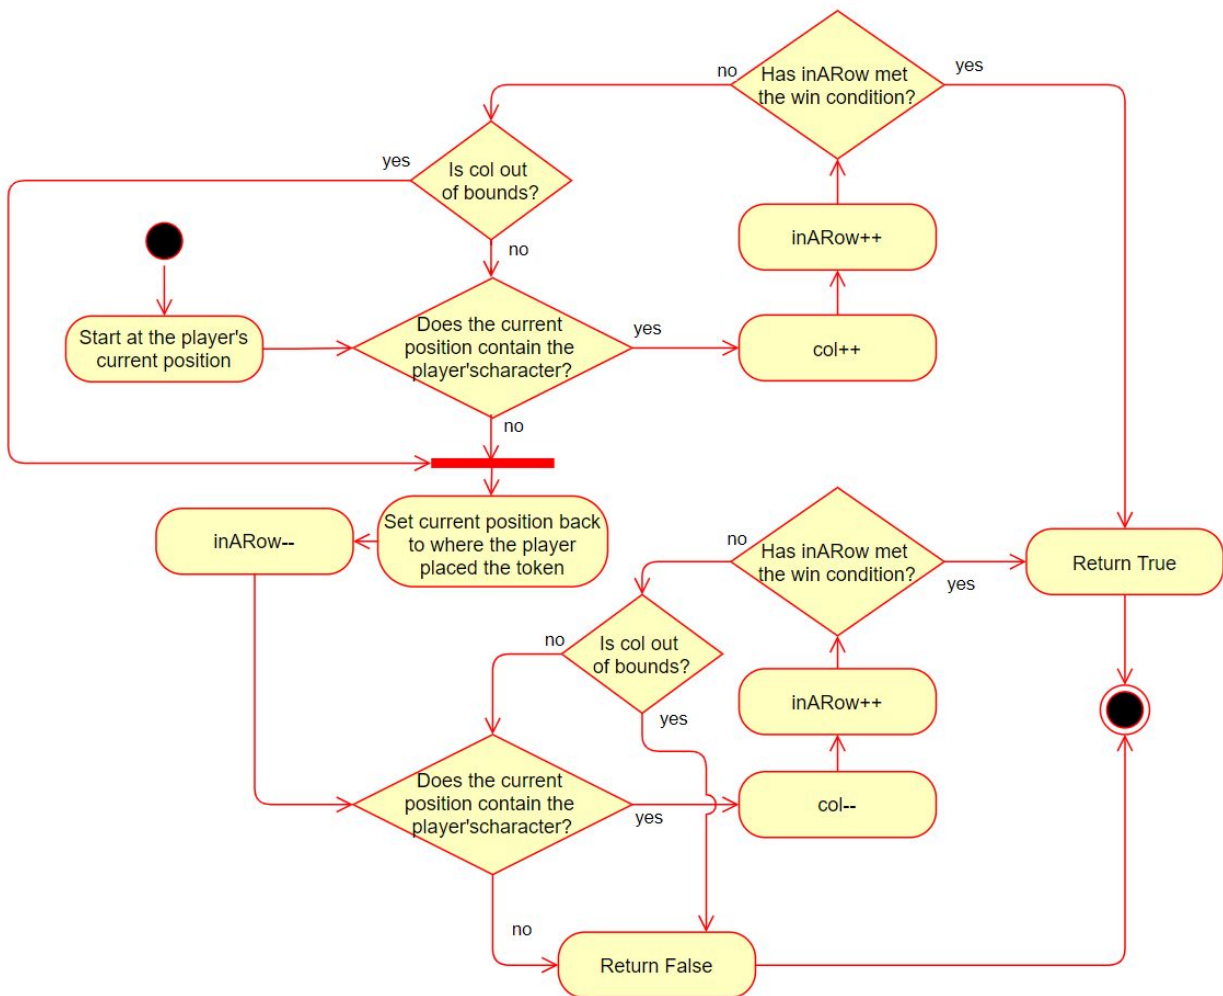 Has inARow met
the win condition?
no
yes
Is col out
of bounds?
yes
no
inARow++
Start at the player's
current position
Does the current
position contain the
player'scharacter?
yes
no
col++
Set current position back
to where the player
placed the token
inARow--
Has inARow met
the win condition?
no
yes
Return True
Is col out
of bounds?
no
yes
inARow++
Does the current
position contain the
player'scharacter?
yes
no
col--
Return False